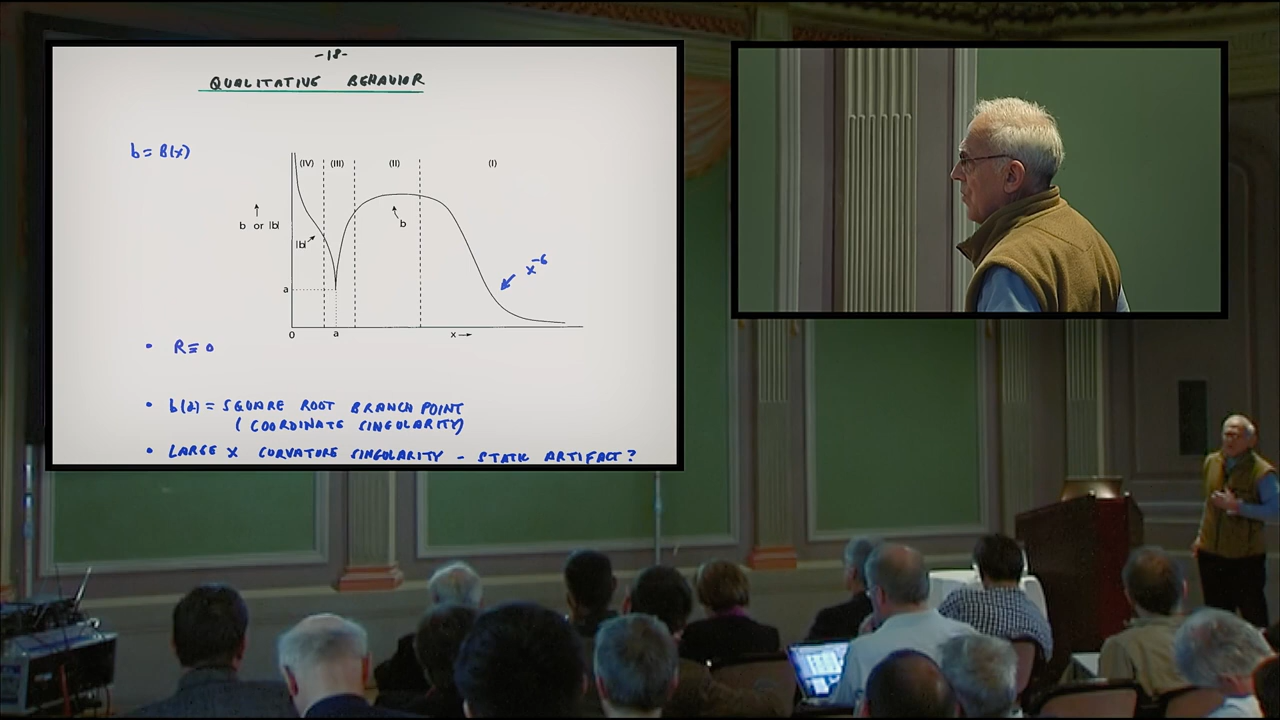 -18-
QUALITATIVE BEHAVIOR
b = B(x)
(IV) (III) (II) (I)
b or |b|
|b|
b
x⁻⁶
a
0 a x →
• R ≡ 0
• b(a) = SQUARE ROOT BRANCH POINT
( COORDINATE SINGULARITY)
• LARGE X CURVATURE SINGULARITY - STATIC ARTIFACT?